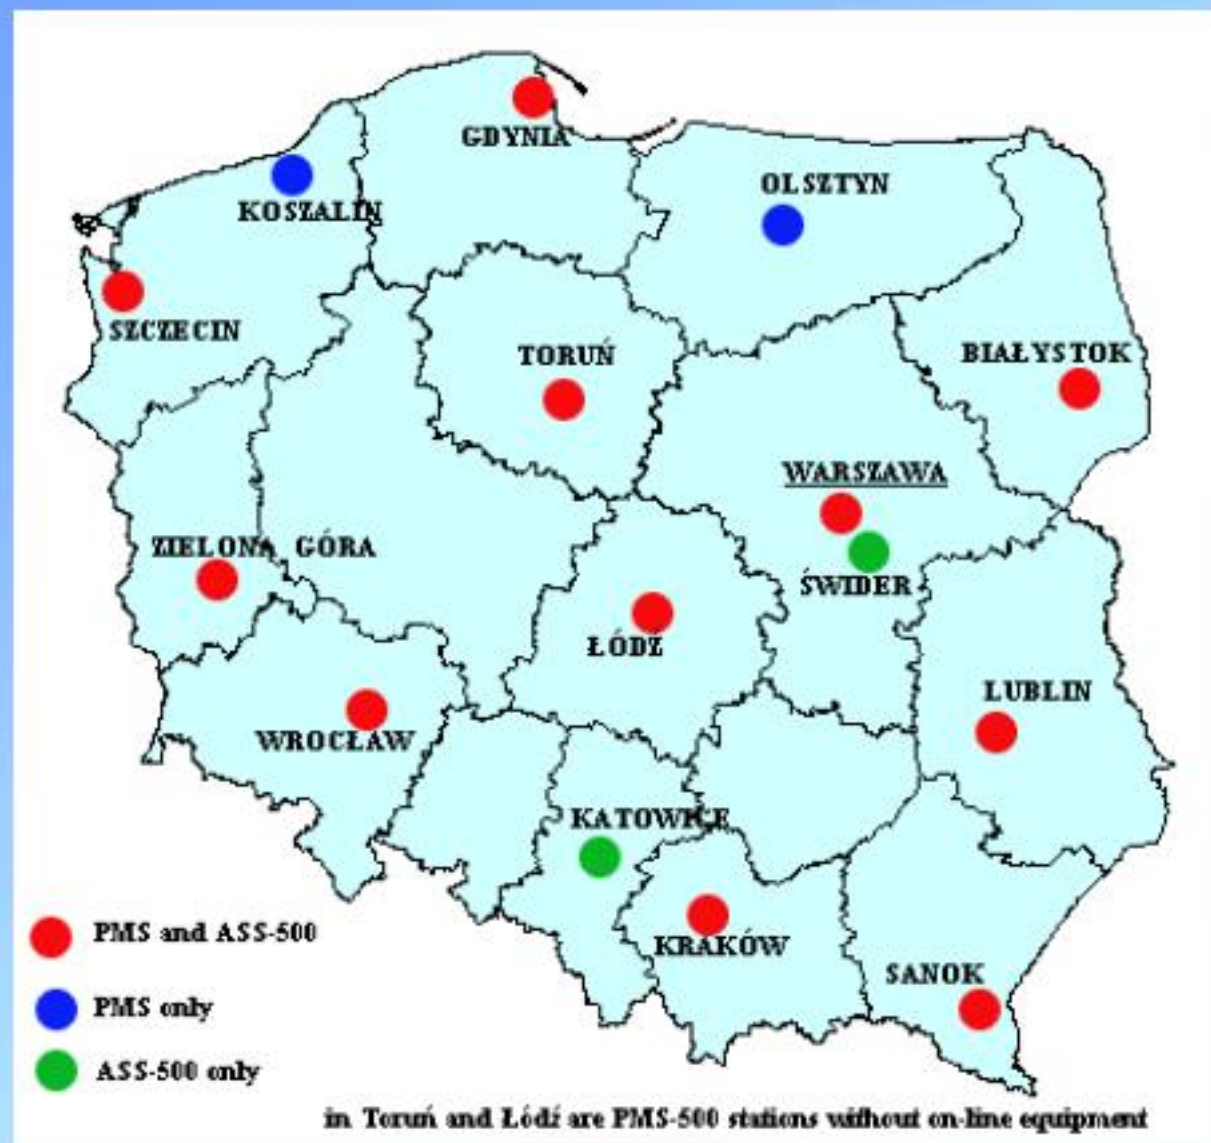 GDYNIA
OLSZTYN
KOSZALIN
SZCZECIN
TORUŃ
BIAŁYSTOK
WARSZAWA
ZIELONA GÓRA
ŚWIDER
ŁÓDŹ
LUBLIN
WROCŁAW
KATOWICE
KRAKÓW
SANOK
PMS and ASS-500
PMS only
ASS-500 only
in Toruń and Łódź are PMS-500 stations without on-line equipment